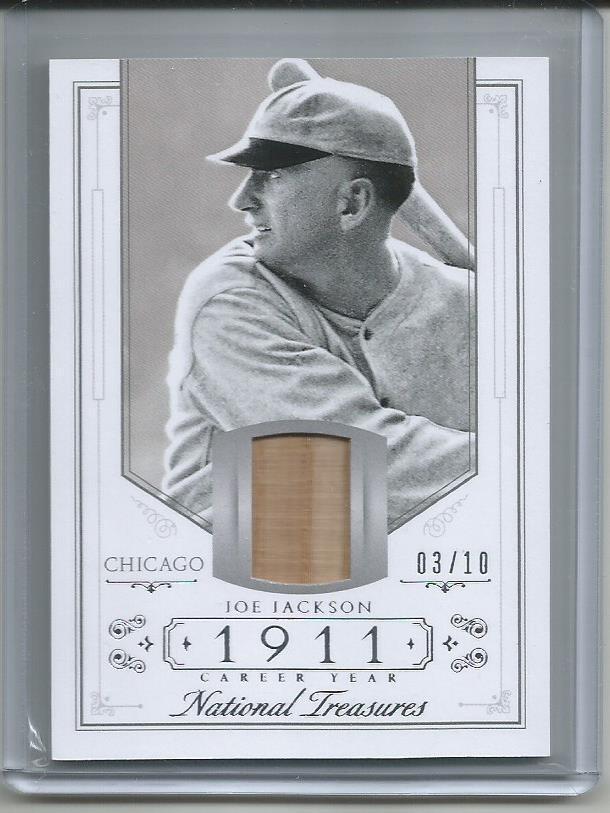 CHICAGO
03/10
JOE JACKSON
1911
CAREER YEAR
National Treasures